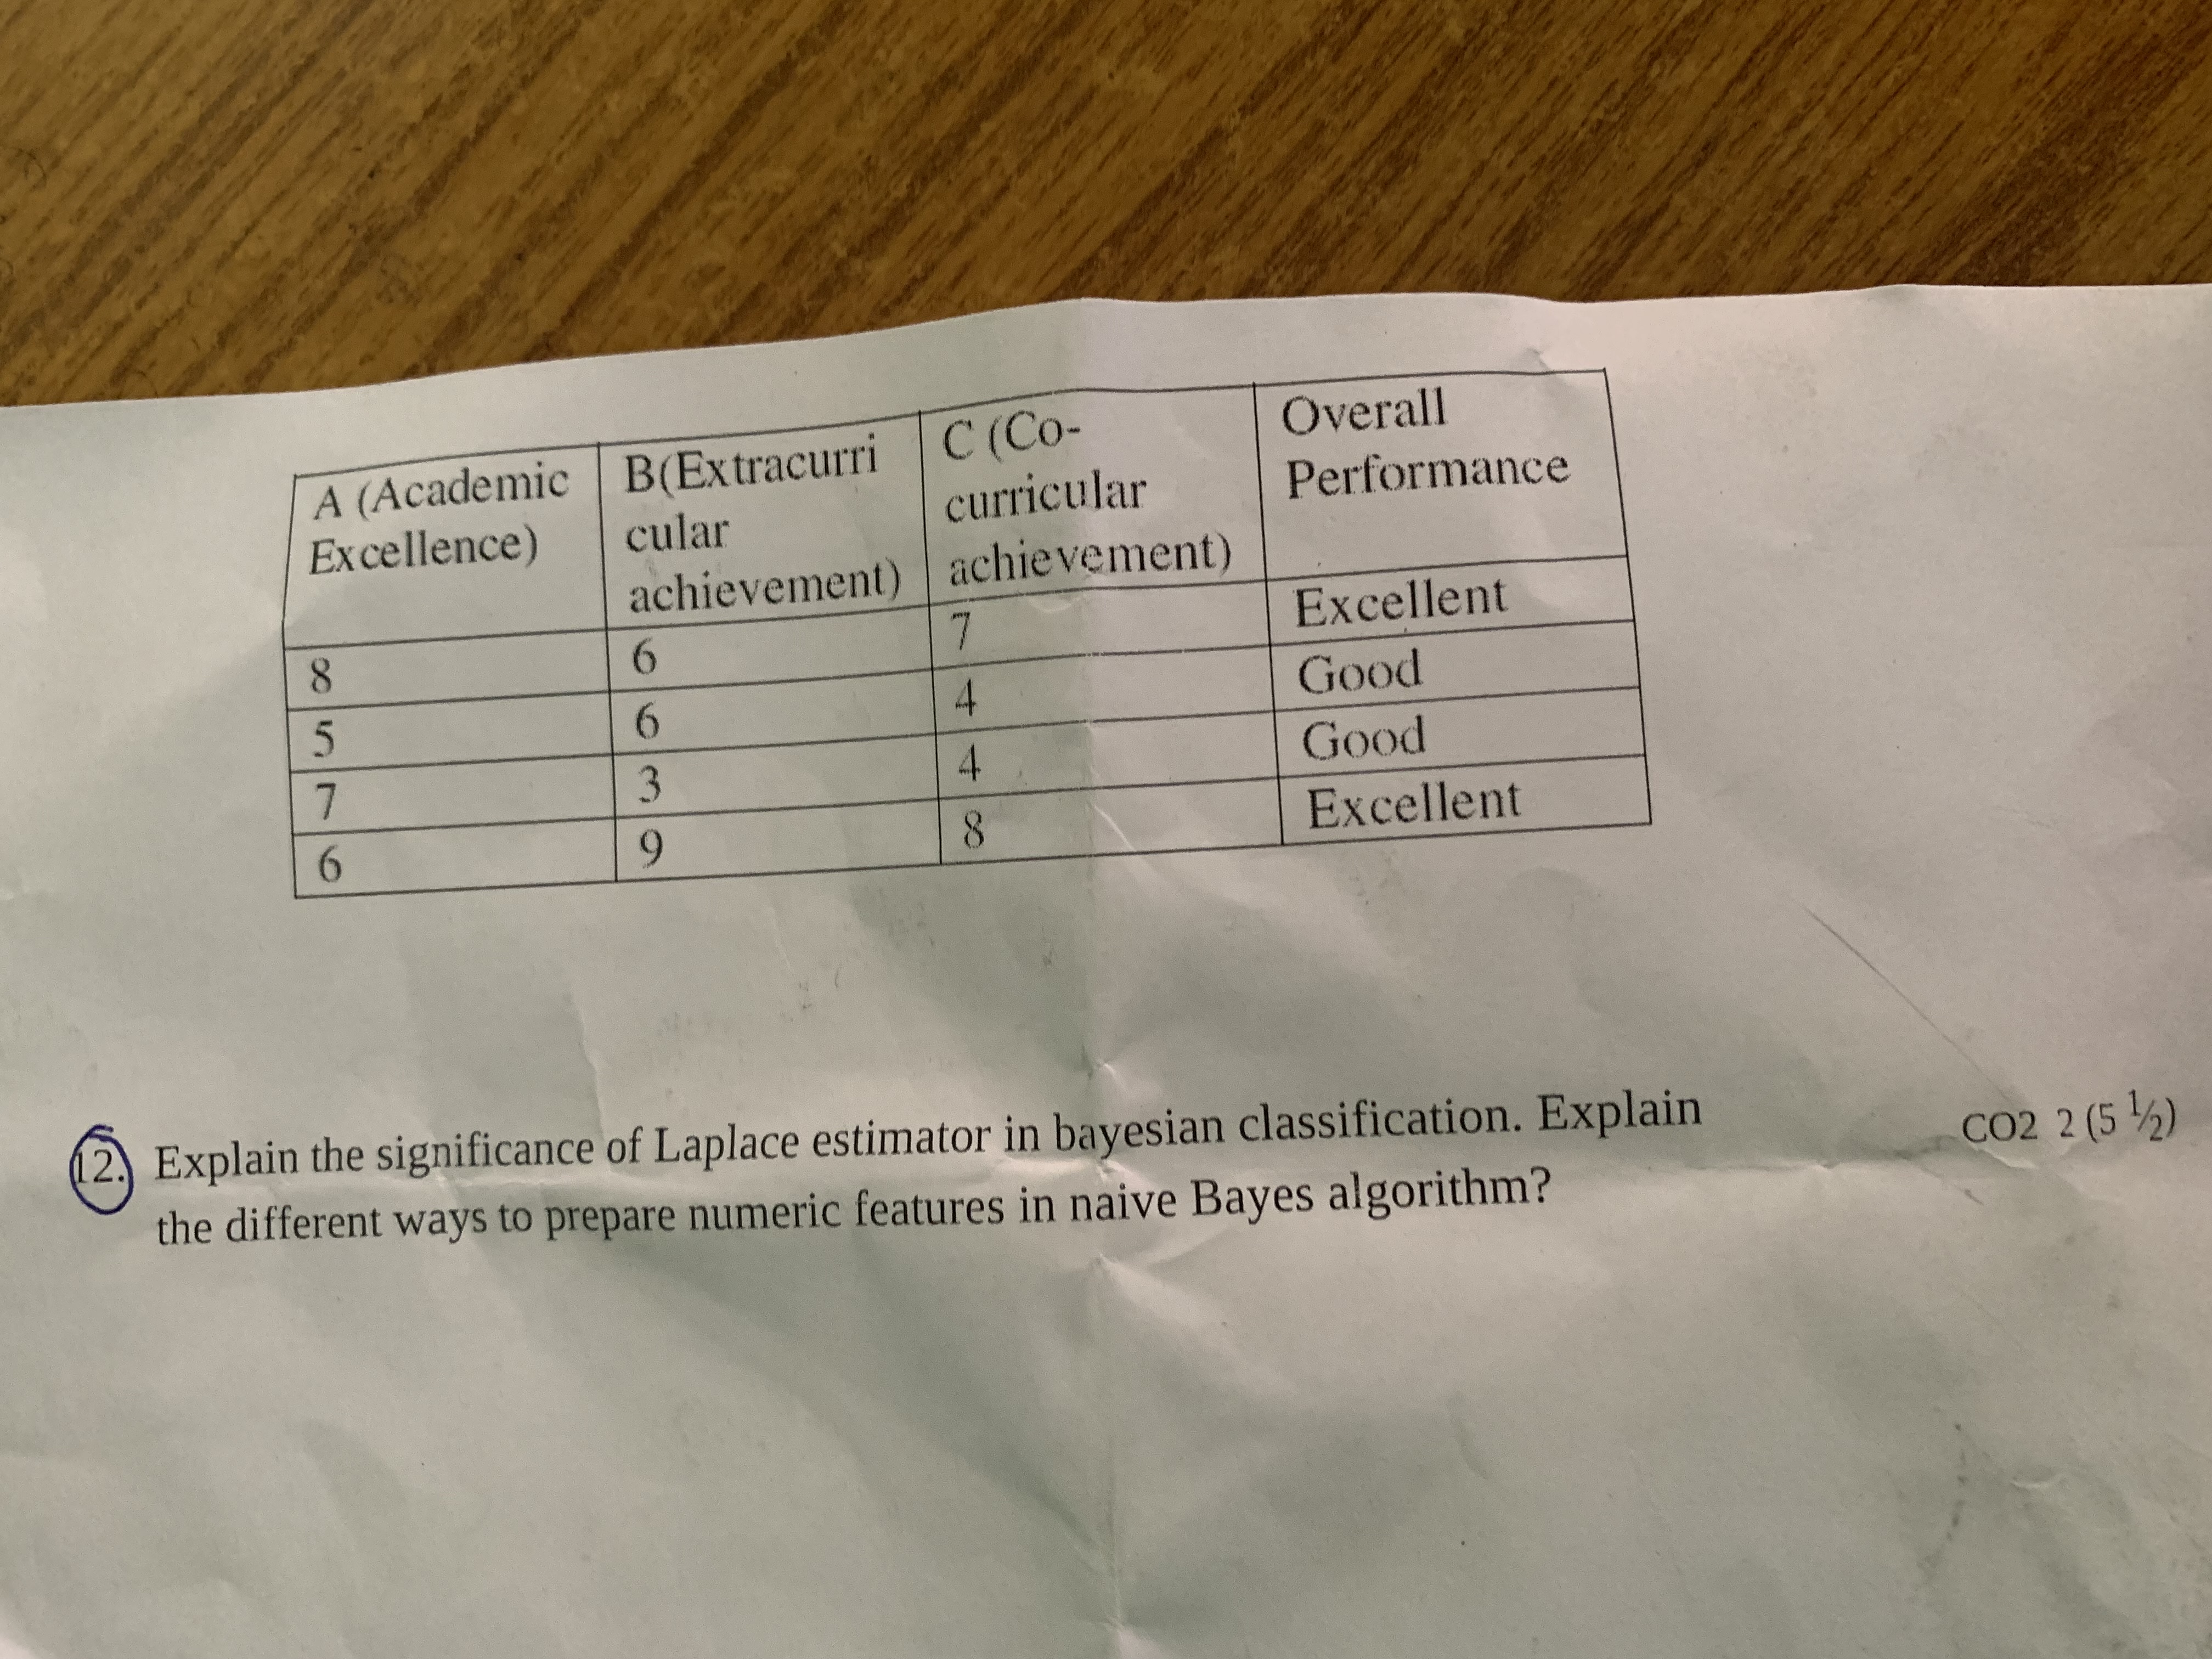 A (Academic Excellence) B(Extracurri cular achievement) C (Co- curricular achievement) Overall Performance
8 6 7 Excellent
5 6 4 Good
7 3 4 Good
6 9 8 Excellent
12. Explain the significance of Laplace estimator in bayesian classification. Explain
the different ways to prepare numeric features in naive Bayes algorithm?
CO2 2 (5 ½)